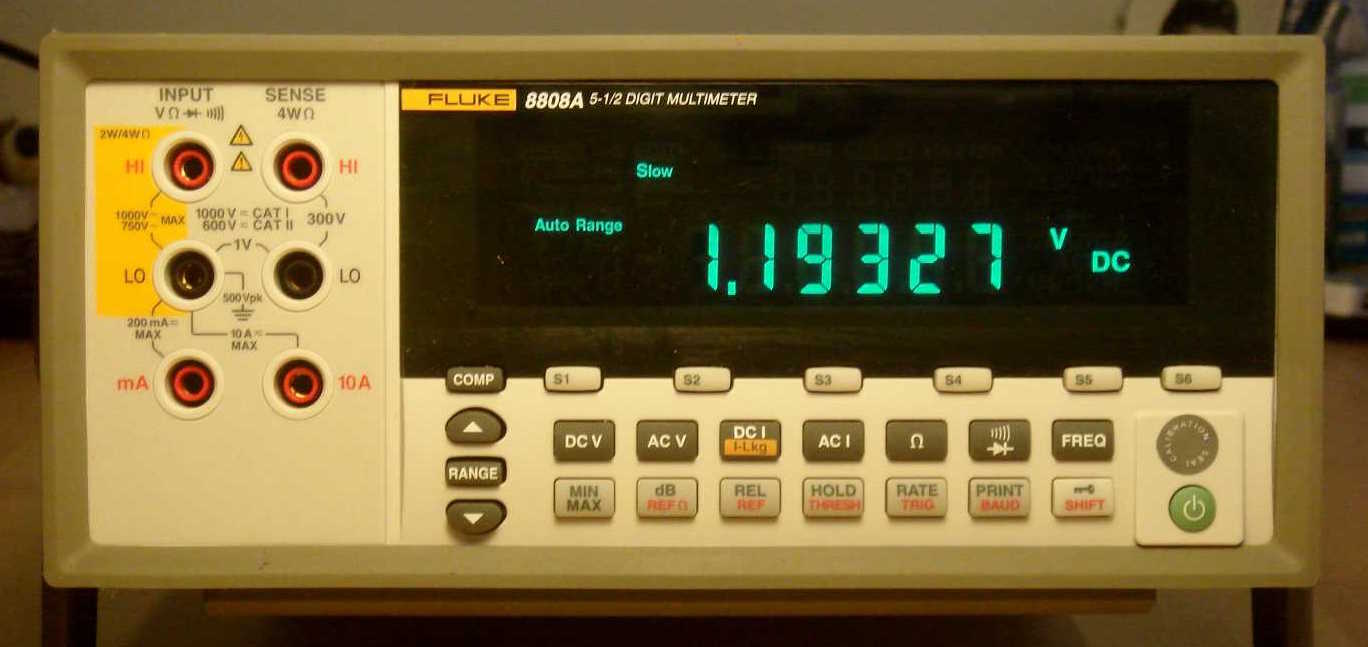 INPUT SENSE
VΩ 4WΩ
2W/4WΩ
HI HI
1000V⎓
750V~ MAX
1000V ⎓ CAT I
600V ⎓ CAT II
300V
1V
LO LO
500Vpk
200mA⎓
MAX
10A⎓
MAX
mA 10A
FLUKE 8808A 5-1/2 DIGIT MULTIMETER
Slow
Auto Range 1.19327 V DC
COMP S1 S2 S3 S4 S5 S6
DC V AC V DC I AC I Ω FREQ
I-Lkg
RANGE
MIN dB REL HOLD RATE PRINT
MAX REF Ω REF THRESH TRIG BAUD SHIFT
CALIBRATION SEAL